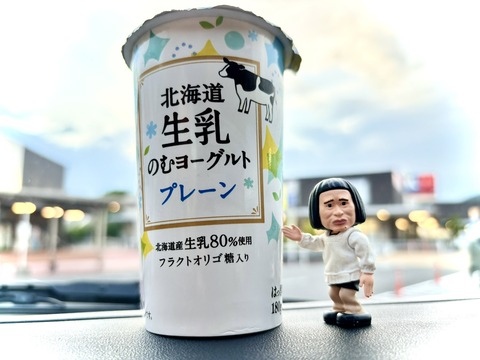 北海道
生乳
のむヨーグルト
プレーン
北海道産 生乳80%使用
フラクトオリゴ糖入り
180